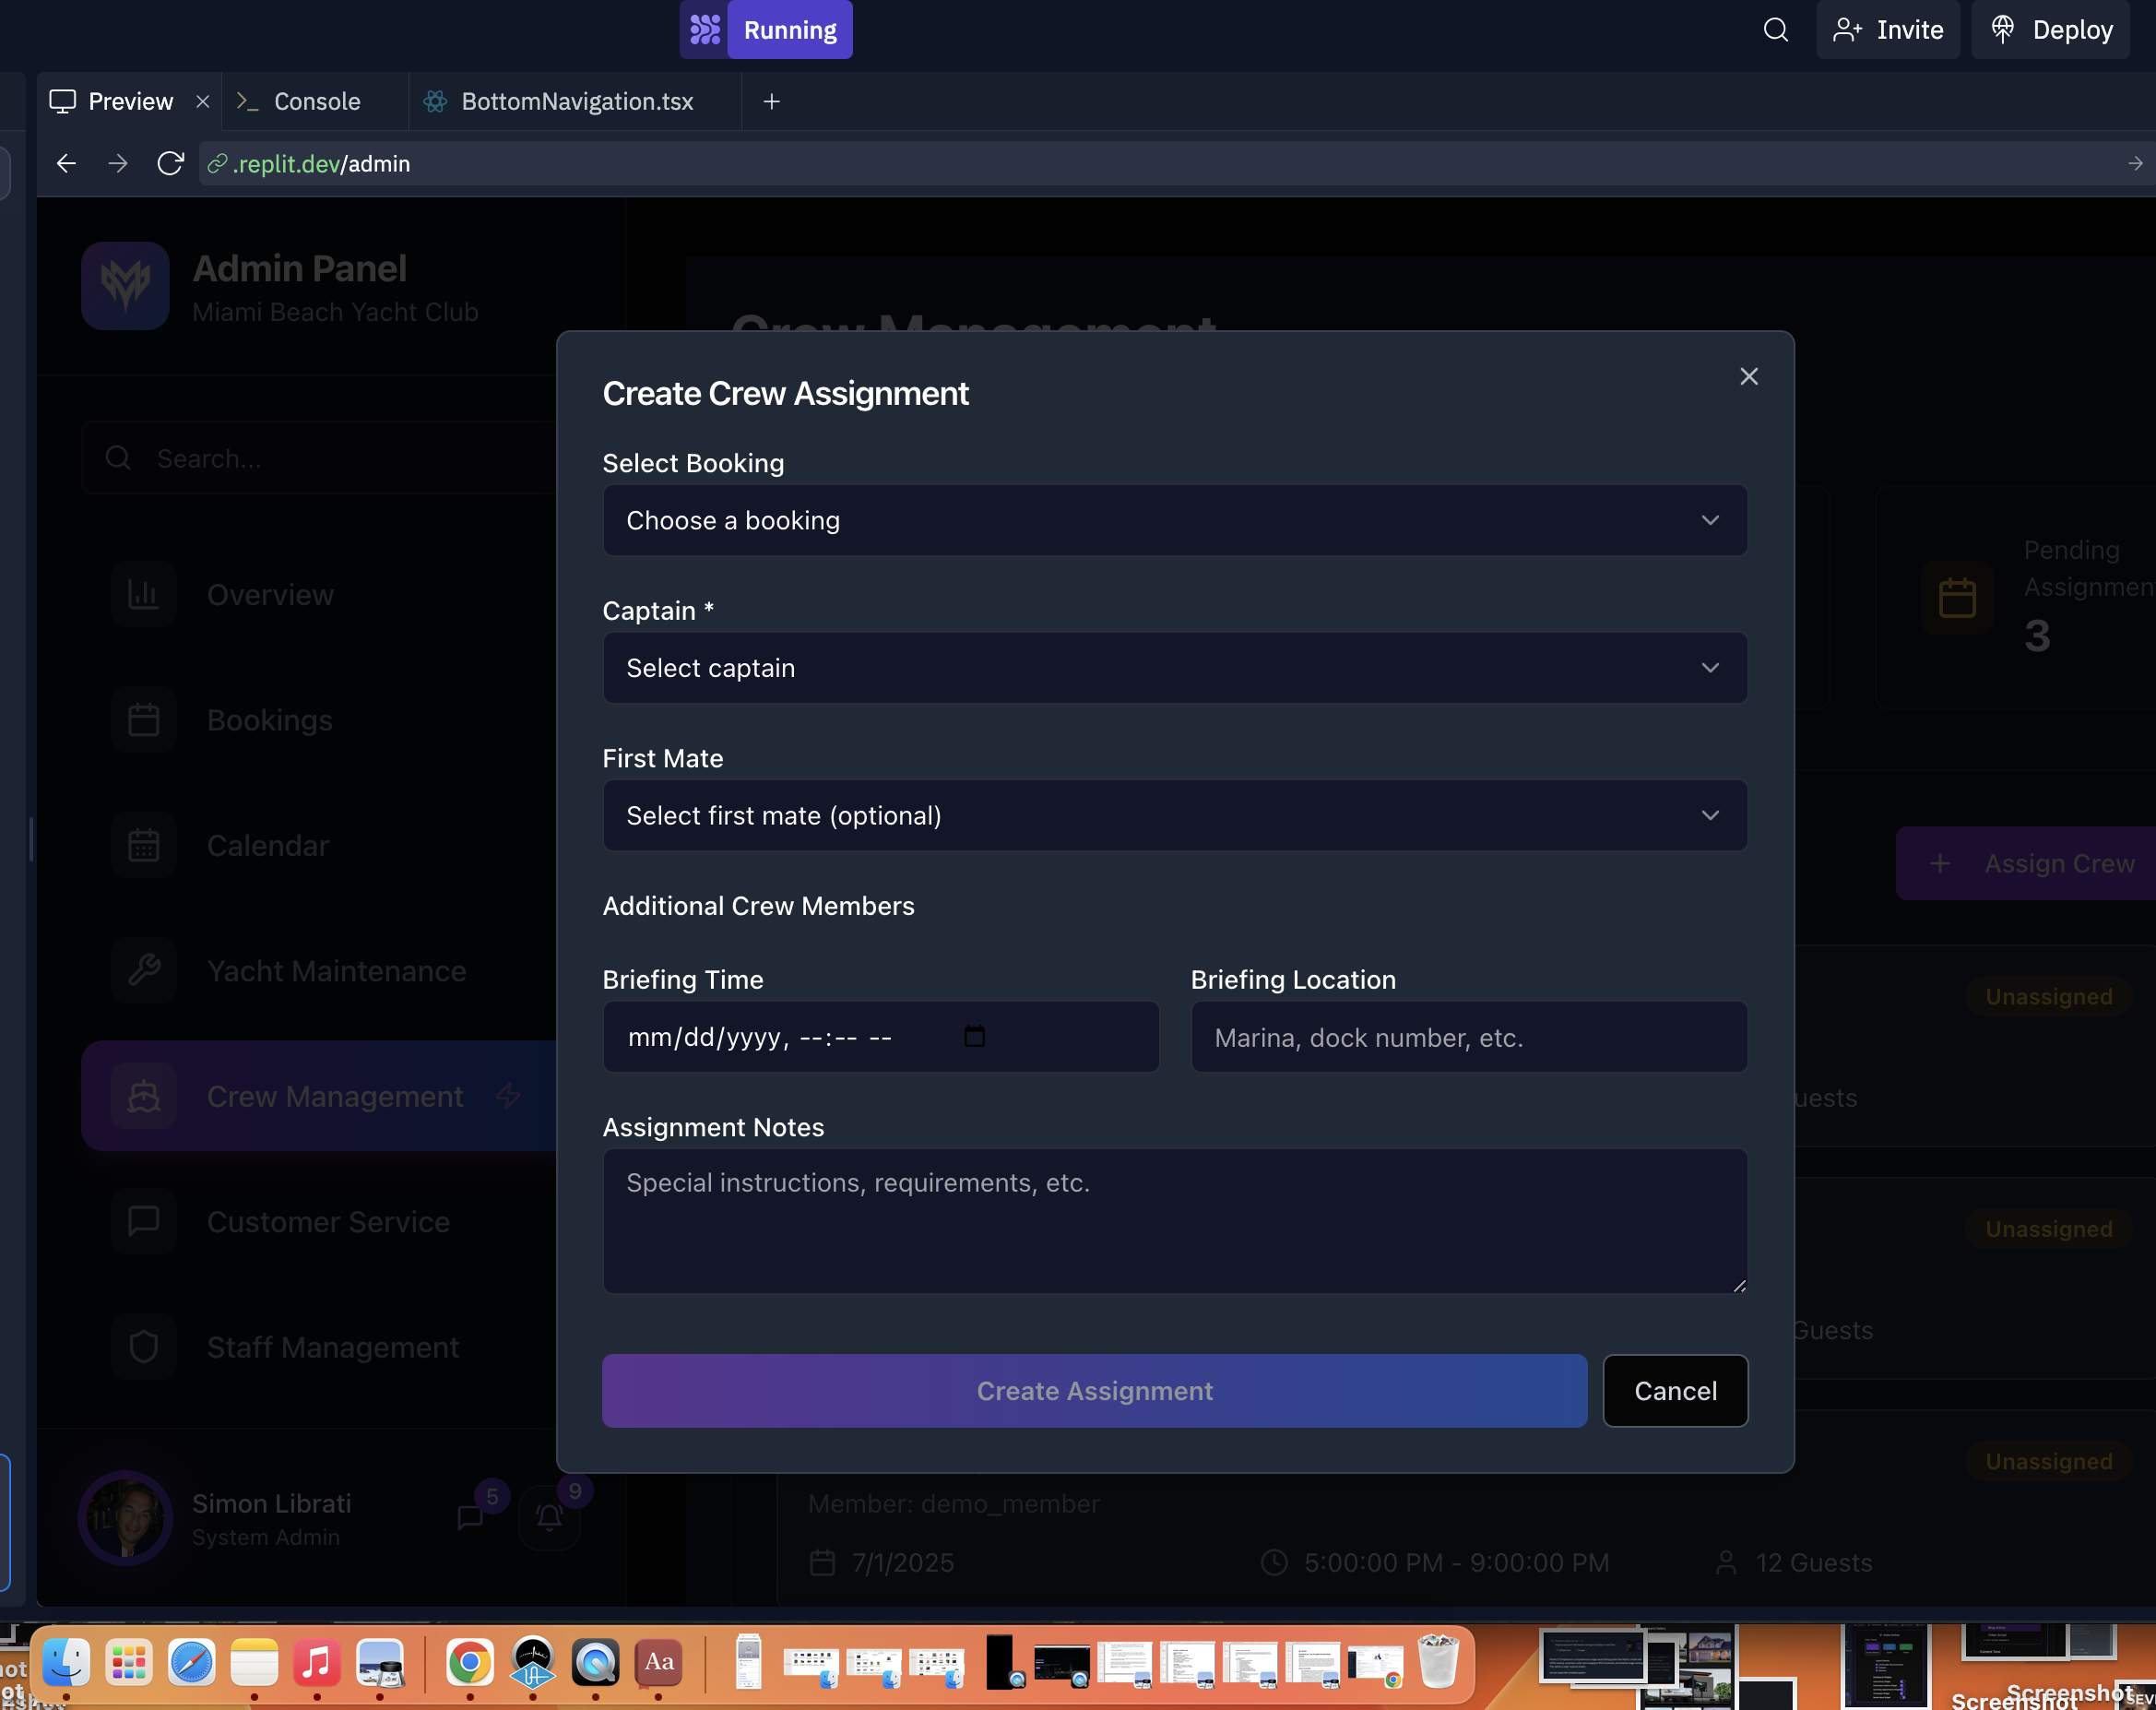 Running
Invite
Deploy
Preview
Console
BottomNavigation.tsx
.replit.dev/admin
Admin Panel
Miami Beach Yacht Club
Search...
Overview
Bookings
Calendar
Yacht Maintenance
Crew Management
Customer Service
Staff Management
Simon Librati
System Admin
5
9
Crew Management
Pending
Assignmen
3
Assign Crew
Unassigned
uests
Unassigned
Guests
Unassigned
Member: demo_member
7/1/2025
5:00:00 PM - 9:00:00 PM
12 Guests
Create Crew Assignment
Select Booking
Choose a booking
Captain *
Select captain
First Mate
Select first mate (optional)
Additional Crew Members
Briefing Time
Briefing Location
mm/dd/yyyy, --:-- --
Marina, dock number, etc.
Assignment Notes
Special instructions, requirements, etc.
Create Assignment
Cancel
Aa
Screenshot
Screenshot